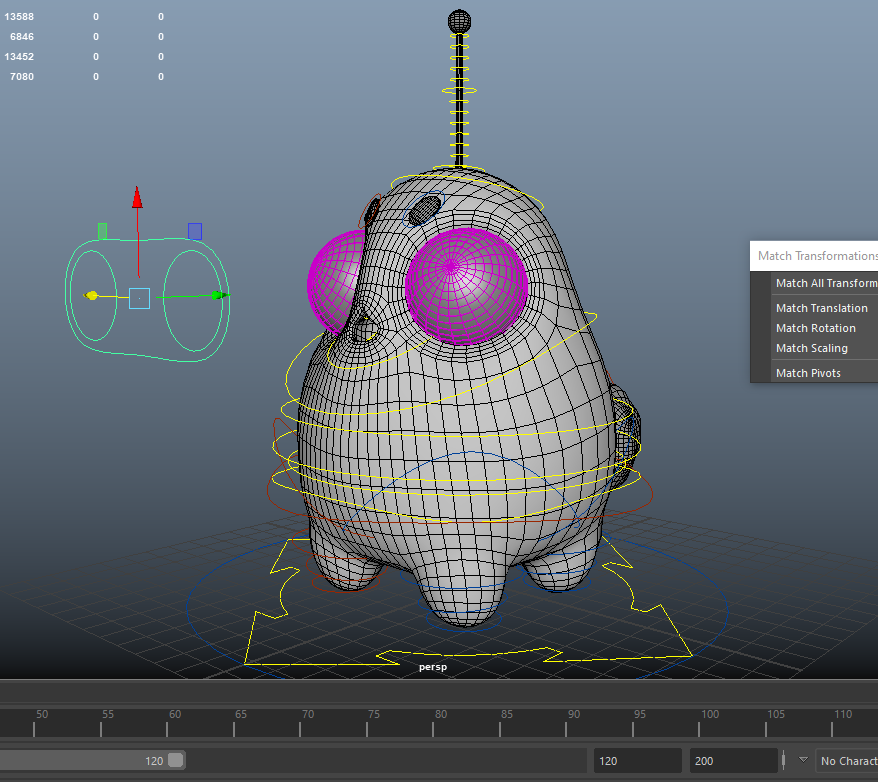 13588 0 0
6846 0 0
13452 0 0
7080 0 0
Match Transformations
Match All Transform
Match Translation
Match Rotation
Match Scaling
Match Pivots
persp
50 55 60 65 70 75 80 85 90 95 100 105 110
120 120 200 No Charact